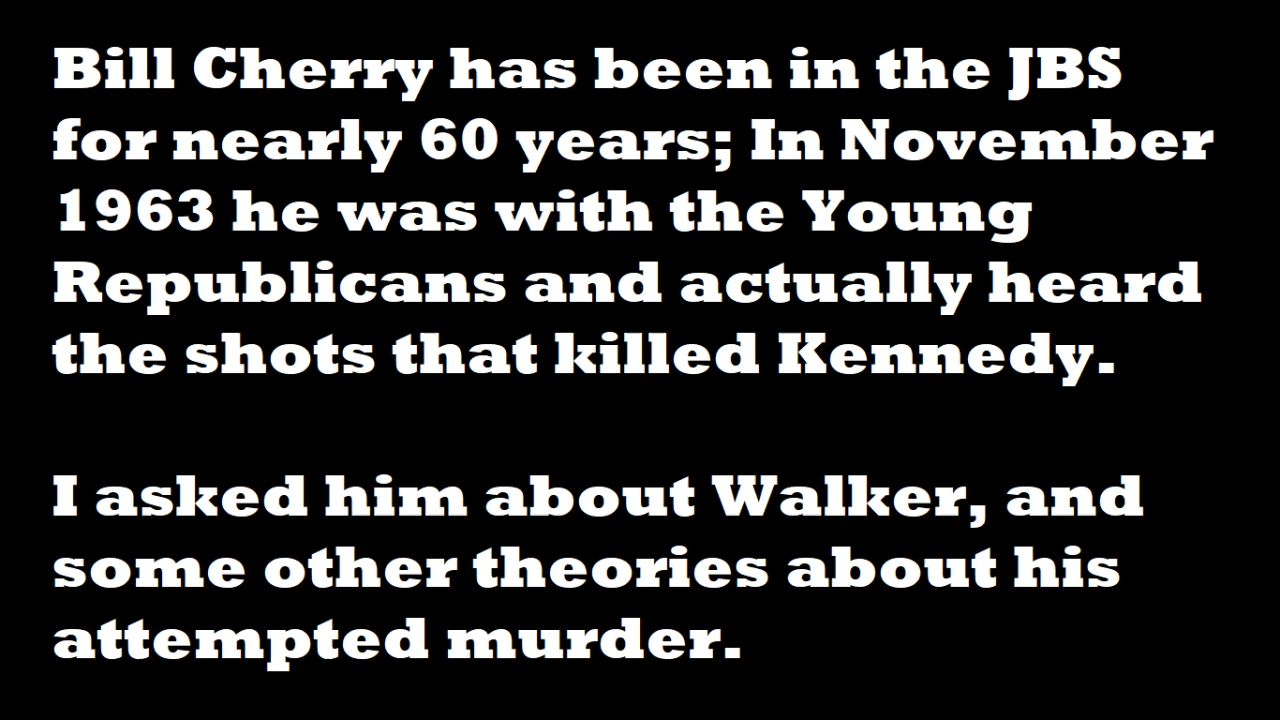 Bill Cherry has been in the JBS
for nearly 60 years; In November
1963 he was with the Young
Republicans and actually heard
the shots that killed Kennedy.
I asked him about Walker, and
some other theories about his
attempted murder.